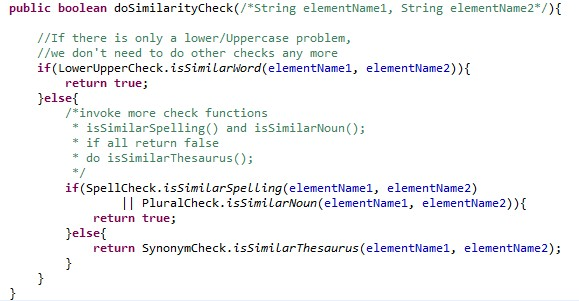 public boolean doSimilarityCheck(/*String elementName1, String elementName2*/){
//If there is only a lower/Uppercase problem,
//we don't need to do other checks any more
if(LowerUpperCheck.isSimilarWord(elementName1, elementName2)){
return true;
}else{
/*invoke more check functions
* isSimilarSpelling() and isSimilarNoun();
* if all return false
* do isSimilarThesaurus();
*/
if(SpellCheck.isSimilarSpelling(elementName1, elementName2)
|| PluralCheck.isSimilarNoun(elementName1, elementName2)){
return true;
}else{
return SynonymCheck.isSimilarThesaurus(elementName1, elementName2);
}
}
}